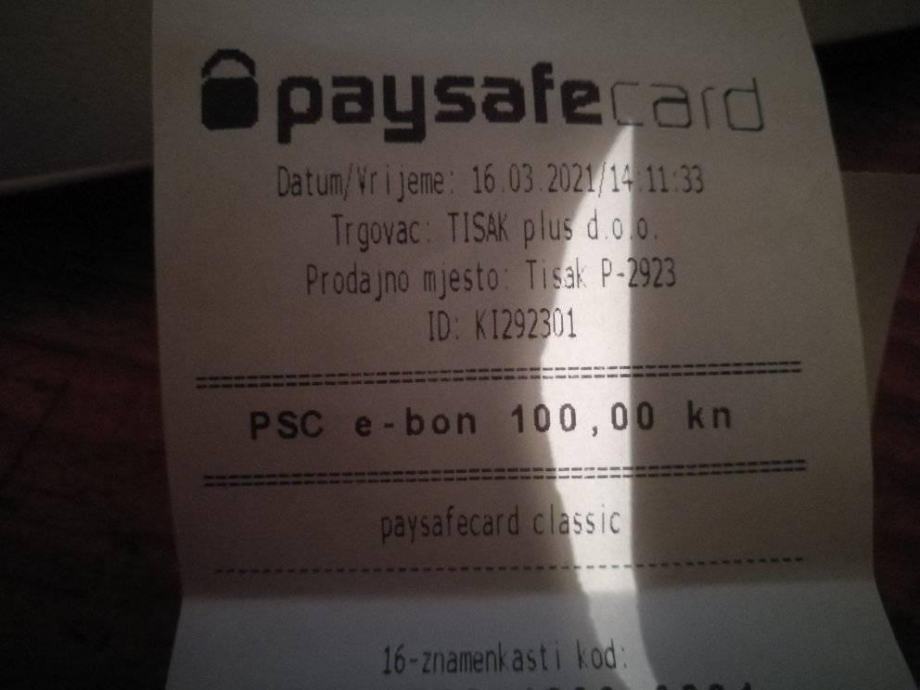 paysafecard
Datum/Vrijeme: 16.03.2021/14:11:33
Trgovac: TISAK plus d.o.o.
Prodajno mjesto: Tisak P-2923
ID: KI292301
PSC e-bon 100,00 kn
paysafecard classic
16-znamenkasti kod: